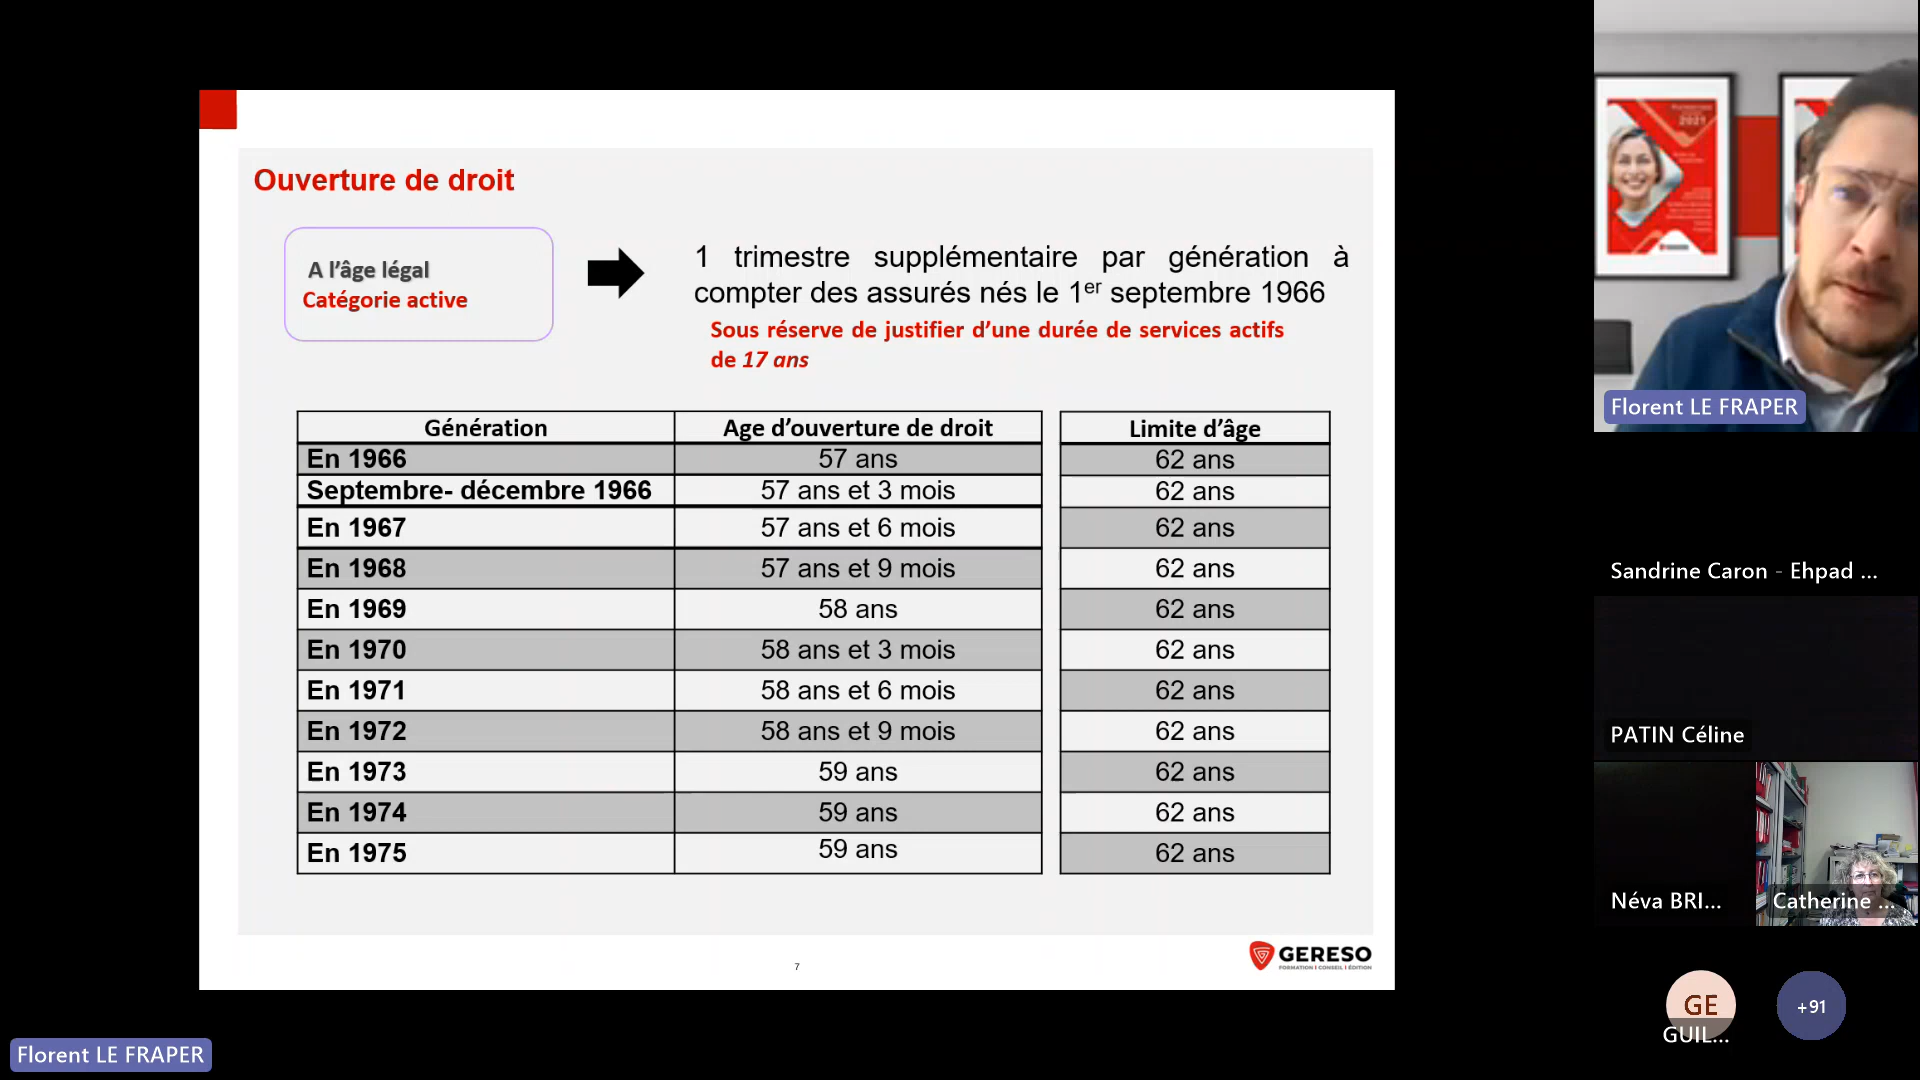 Ouverture de droit
A l’âge légal
Catégorie active
1 trimestre supplémentaire par génération à
compter des assurés nés le 1er septembre 1966
Sous réserve de justifier d’une durée de services actifs
de 17 ans
Génération Age d’ouverture de droit Limite d’âge
En 1966 57 ans 62 ans
Septembre- décembre 1966 57 ans et 3 mois 62 ans
En 1967 57 ans et 6 mois 62 ans
En 1968 57 ans et 9 mois 62 ans
En 1969 58 ans 62 ans
En 1970 58 ans et 3 mois 62 ans
En 1971 58 ans et 6 mois 62 ans
En 1972 58 ans et 9 mois 62 ans
En 1973 59 ans 62 ans
En 1974 59 ans 62 ans
En 1975 59 ans 62 ans
7
GERESO
FORMATION I CONSEIL I ÉDITION
Florent LE FRAPER
2021
Florent LE FRAPER
Sandrine Caron - Ehpad ...
PATIN Céline
Néva BRI...
Catherine ...
GE
GUIL...
+91